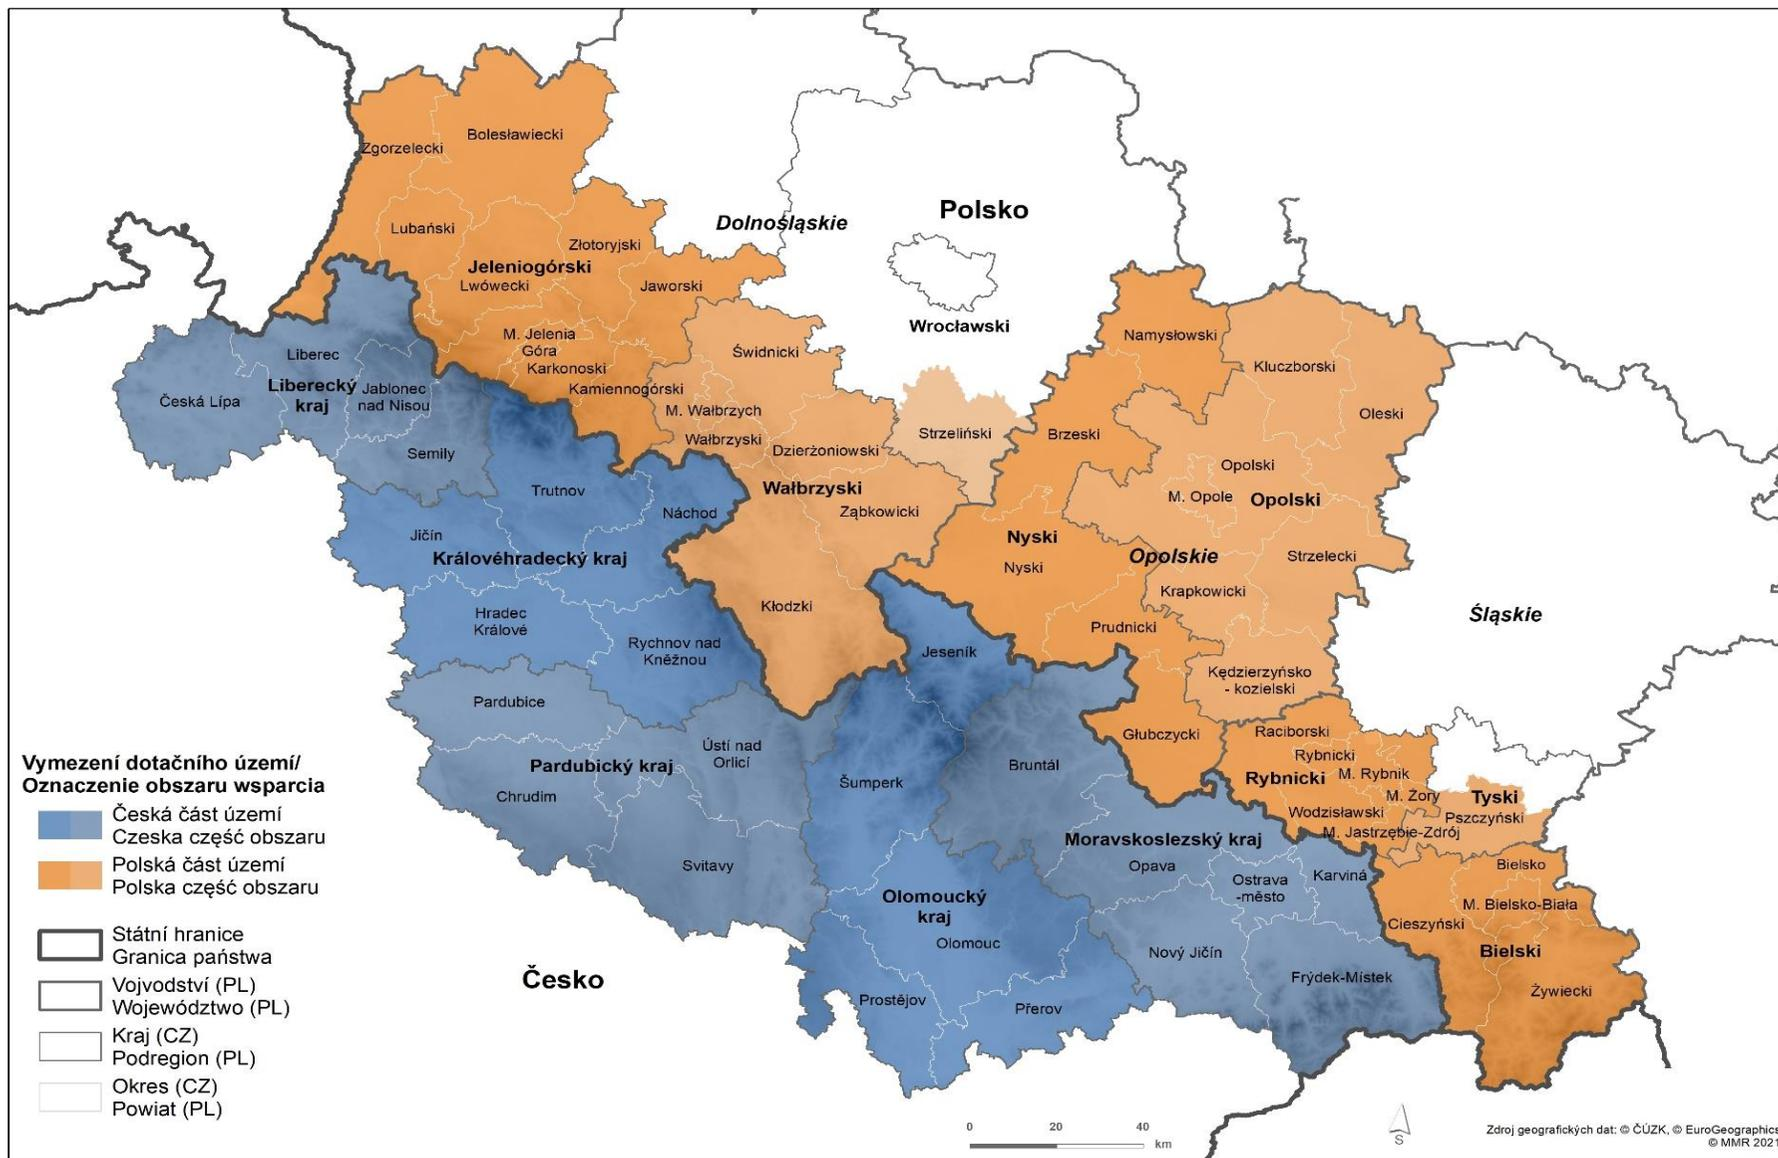 Polsko
Dolnośląskie
Wrocławski
Opolskie
Śląskie
Česko
Zgorzelecki
Bolesławiecki
Lubański
Złotoryjski
Jeleniogórski
Lwówecki
Jaworski
M. Jelenia
Góra
Karkonoski
Kamiennogórski
Świdnicki
M. Wałbrzych
Wałbrzyski
Dzierżoniowski
Strzeliński
Wałbrzyski
Ząbkowicki
Kłodzki
Namysłowski
Kluczborski
Oleski
Brzeski
Opolski
M. Opole
Opolski
Nyski
Nyski
Strzelecki
Krapkowicki
Prudnicki
Kędzierzyńsko
- kozielski
Głubczycki
Raciborski
Rybnicki
Rybnicki
M. Rybnik
M. Żory
Wodzisławski
M. Jastrzębie-Zdrój
Tyski
Pszczyński
Bielsko
M. Bielsko-Biała
Cieszyński
Bielski
Żywiecki
Liberec
Liberecký
kraj
Česká Lípa
Jablonec
nad Nisou
Semily
Trutnov
Náchod
Jičín
Královéhradecký kraj
Hradec
Králové
Rychnov nad
Kněžnou
Pardubice
Ústí nad
Orlicí
Pardubický kraj
Chrudim
Svitavy
Jeseník
Šumperk
Olomoucký
kraj
Olomouc
Prostějov
Přerov
Bruntál
Moravskoslezský kraj
Opava
Ostrava
-město
Karviná
Nový Jičín
Frýdek-Místek
Vymezení dotačního území/
Oznaczenie obszaru wsparcia
Česká část území
Czeska część obszaru
Polská část území
Polska część obszaru
Státní hranice
Granica państwa
Vojvodství (PL)
Województwo (PL)
Kraj (CZ)
Podregion (PL)
Okres (CZ)
Powiat (PL)
0 20 40
km
S
Zdroj geografických dat: © ČÚZK, © EuroGeographics
© MMR 2021